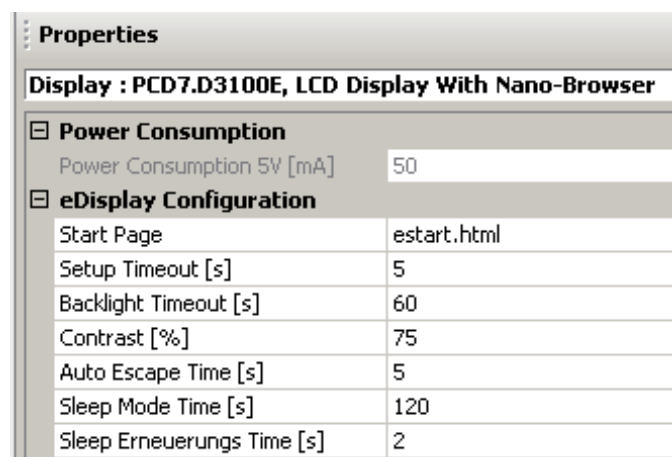 Properties
Display : PCD7.D3100E, LCD Display With Nano-Browser
Power Consumption
Power Consumption 5V [mA] 50
eDisplay Configuration
Start Page estart.html
Setup Timeout [s] 5
Backlight Timeout [s] 60
Contrast [%] 75
Auto Escape Time [s] 5
Sleep Mode Time [s] 120
Sleep Erneuerungs Time [s] 2